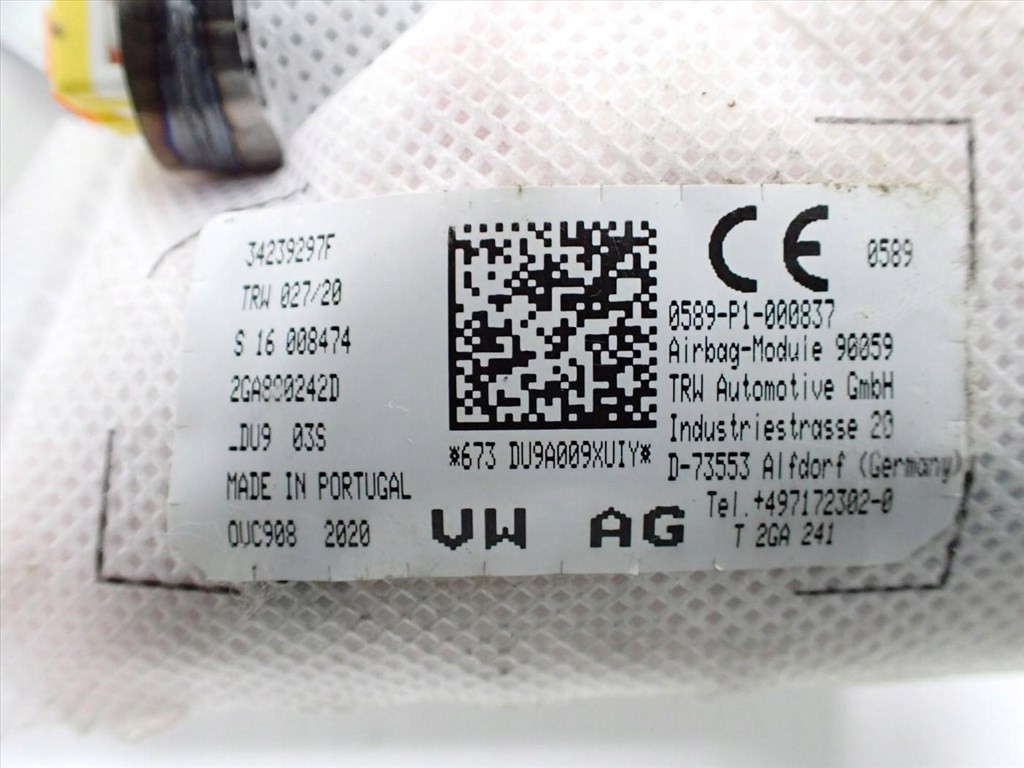 34239297F
TRW 027/20
S 16 008474
2GA880242D
_DU9 03S
MADE IN PORTUGAL
OVC908 2020
*673 DU9A009XUIY*
VW AG
CE 0589
0589-P1-000837
Airbag-Module 90059
TRW Automotive GmbH
Industriestrasse 20
D-73553 Alfdorf (Germany)
Tel.+497172302-0
T 2GA 241